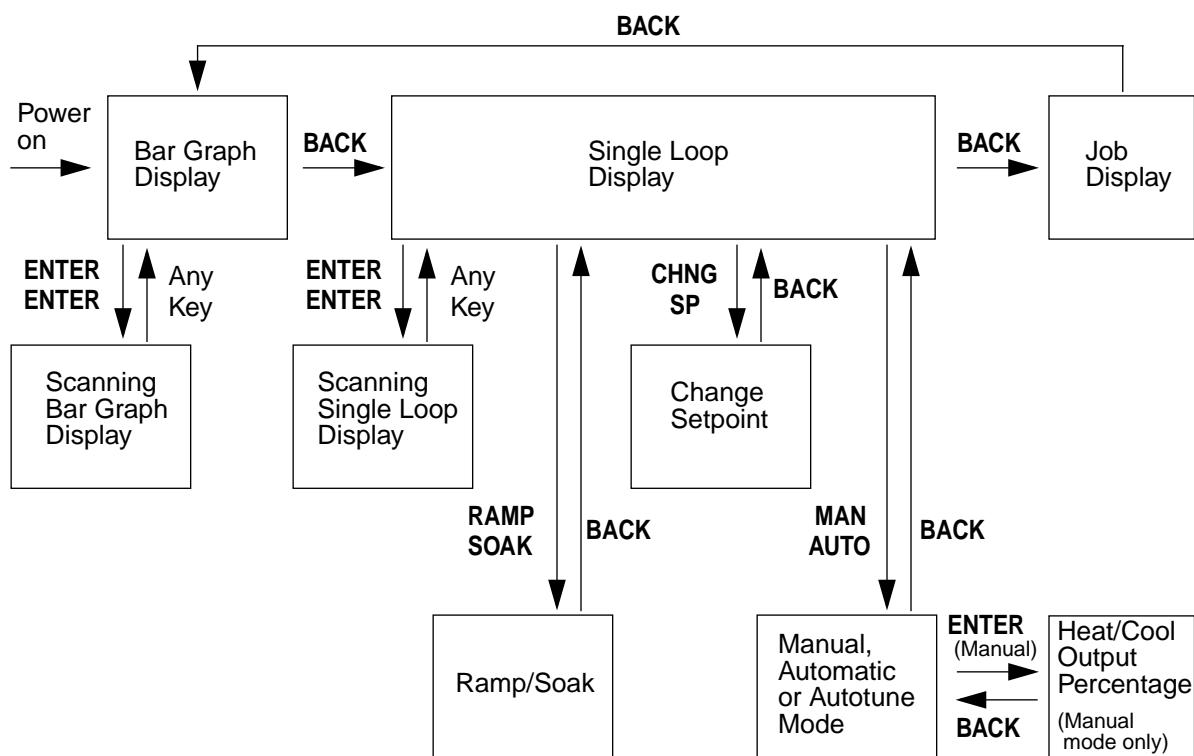 BACK
Power
on
Bar Graph
Display
BACK
Single Loop
Display
BACK
Job
Display
ENTER
ENTER
Any
Key
ENTER
ENTER
Any
Key
CHNG
SP
BACK
Scanning
Bar Graph
Display
Scanning
Single Loop
Display
Change
Setpoint
RAMP
SOAK
BACK
MAN
AUTO
BACK
Ramp/Soak
Manual,
Automatic
or Autotune
Mode
ENTER
(Manual)
BACK
Heat/Cool
Output
Percentage
(Manual
mode only)